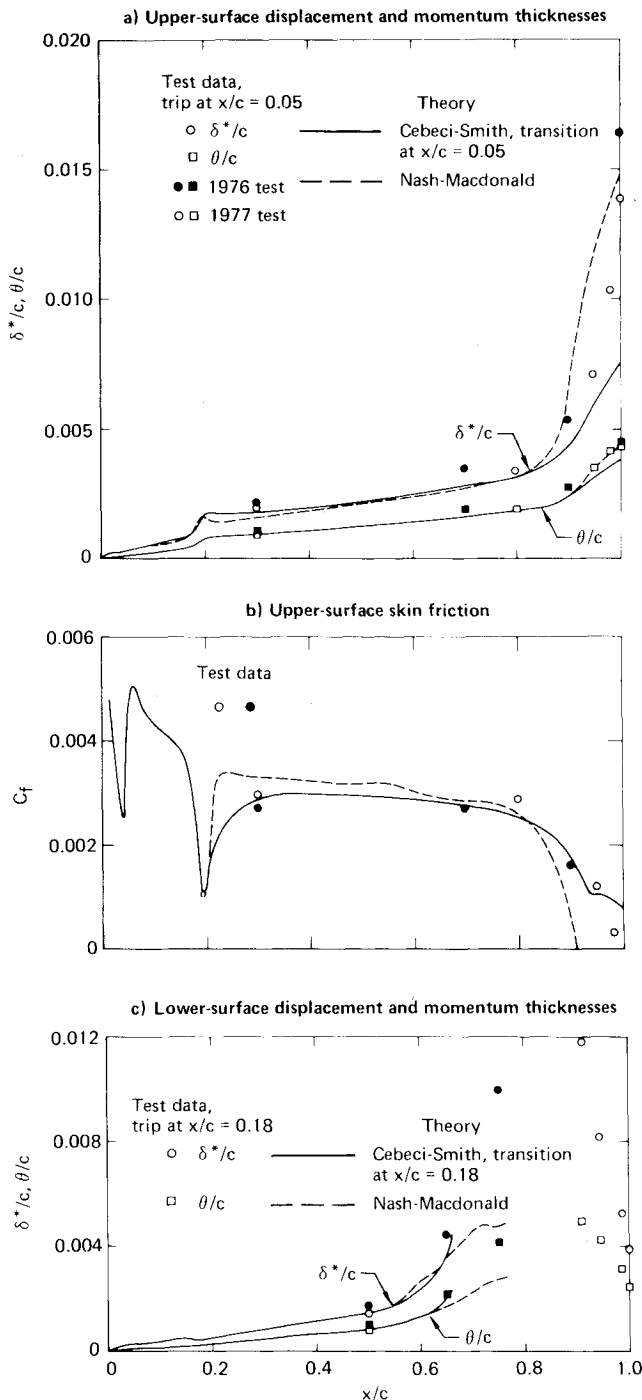 a) Upper-surface displacement and momentum thicknesses
0.020
0.015
0.010
0.005
0
δ*/c, θ/c
Test data,
trip at x/c = 0.05
δ*/c
θ/c
1976 test
1977 test
Theory
Cebeci-Smith, transition
at x/c = 0.05
Nash-Macdonald
δ*/c
θ/c
b) Upper-surface skin friction
0.006
0.004
0.002
0
Cf
Test data
c) Lower-surface displacement and momentum thicknesses
0.012
0.008
0.004
0
δ*/c, θ/c
Test data,
trip at x/c = 0.18
δ*/c
θ/c
Theory
Cebeci-Smith, transition
at x/c = 0.18
Nash-Macdonald
δ*/c
θ/c
0 0.2 0.4 0.6 0.8 1.0
x/c